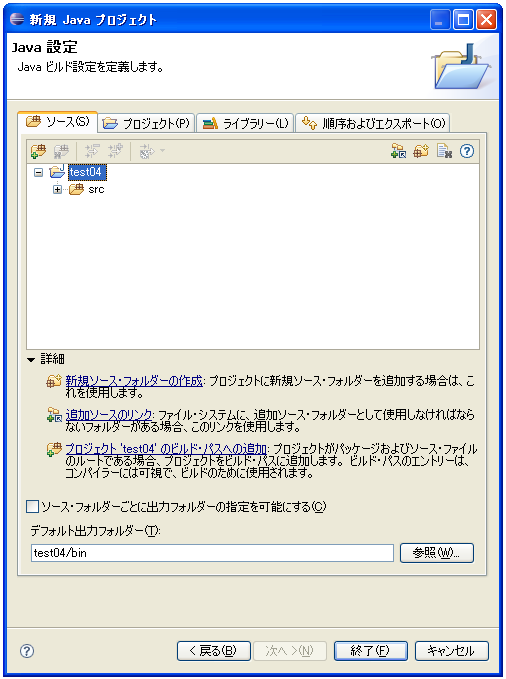 新規 Java プロジェクト
Java 設定
Java ビルド設定を定義します。
ソース(S)
プロジェクト(P)
ライブラリー(L)
順序およびエクスポート(O)
test04
src
詳細
新規ソース・フォルダーの作成: プロジェクトに新規ソース・フォルダーを追加する場合は、こ
れを使用します。
追加ソースのリンク: ファイル・システムに、追加ソース・フォルダーとして使用しなければなら
ないフォルダーがある場合、このリンクを使用します。
プロジェクト 'test04' のビルド・パスへの追加: プロジェクトがパッケージおよびソース・ファイル
のルートである場合、プロジェクトをビルド・パスに追加します。ビルド・パスのエントリーは、
コンパイラーには可視で、ビルドのために使用されます。
ソース・フォルダーごとに出力フォルダーの指定を可能にする(C)
デフォルト出力フォルダー(T):
test04/bin
参照(W)...
< 戻る(B)
次へ >(N)
終了(F)
キャンセル